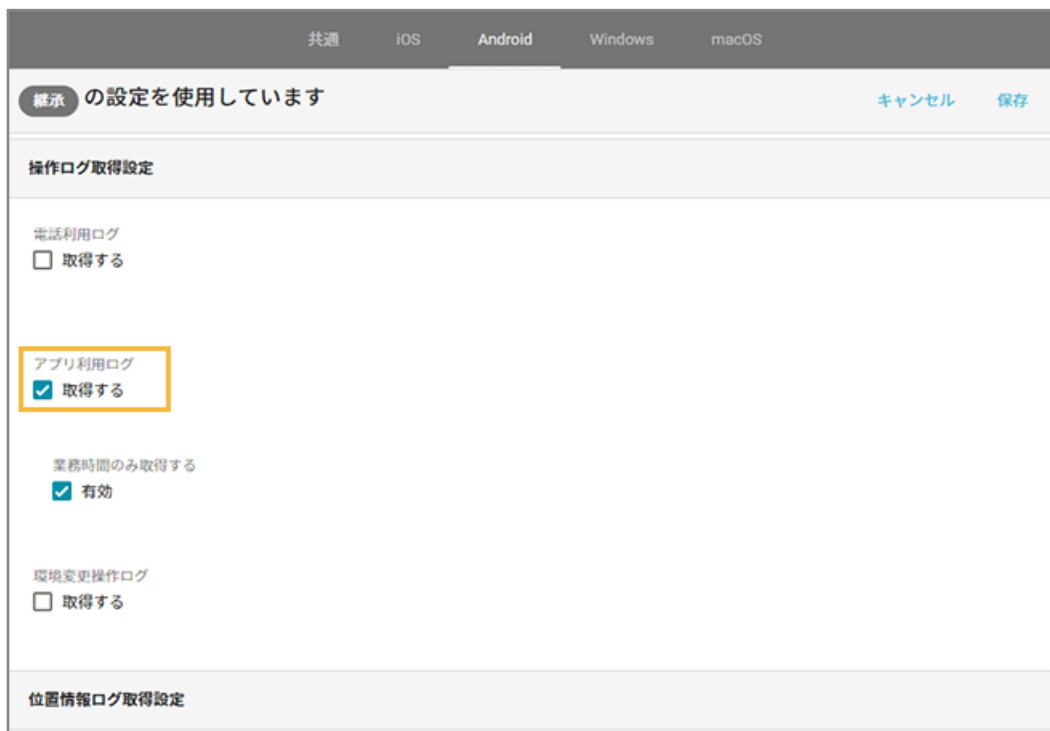 共通 iOS Android Windows macOS
継承 の設定を使用しています キャンセル 保存
操作ログ取得設定
電話利用ログ
取得する
アプリ利用ログ
取得する
業務時間のみ取得する
有効
環境変更操作ログ
取得する
位置情報ログ取得設定